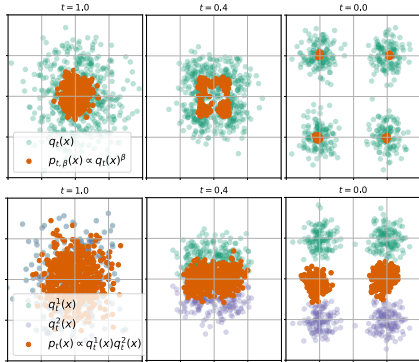 t = 1.0
t = 0.4
t = 0.0
q_t(x)
p_{t,β}(x) ∝ q_t(x)^β
t = 1.0
t = 0.4
t = 0.0
q_t^1(x)
q_t^2(x)
p_t(x) ∝ q_t^1(x)q_t^2(x)